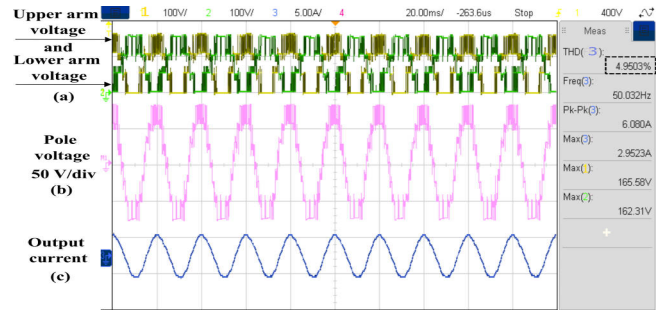 Upper arm voltage and Lower arm voltage
(a)
Pole voltage
50 V/div
(b)
Output current
(c)
1 100V/ 2 100V/ 3 5.00A/ 4 20.00ms/ -263.6us Stop 1 400V
Meas
THD(3):
4.9503%
Freq(3):
50.032Hz
Pk-Pk(3):
6.080A
Max(3):
2.9523A
Max(1):
165.58V
Max(2):
162.31V